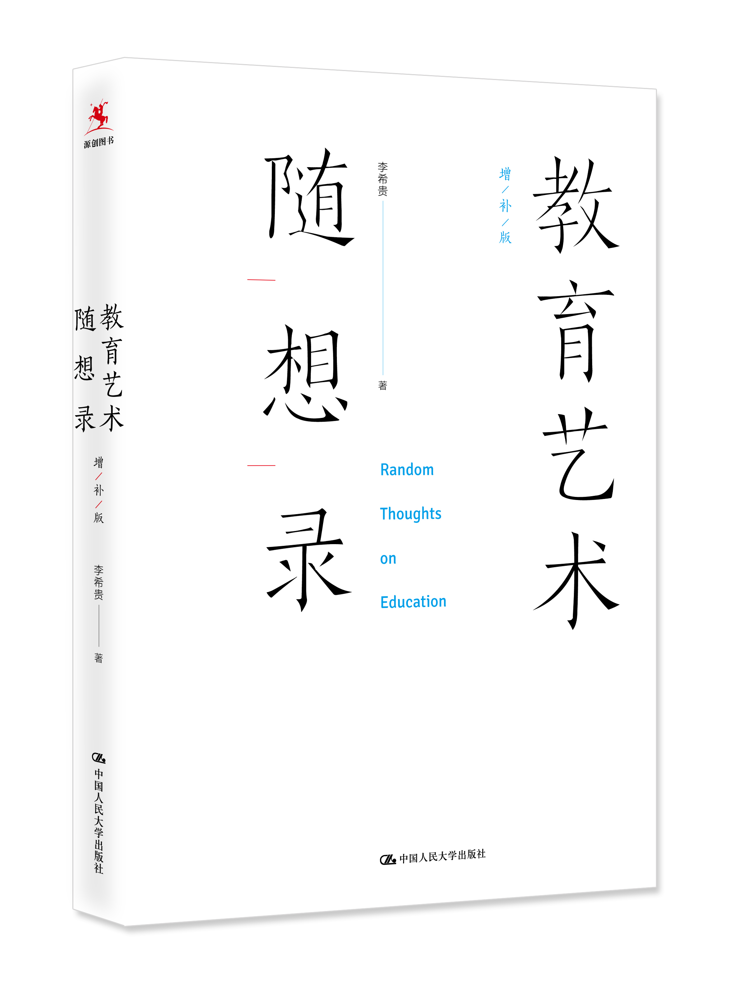 教育艺术
增/补/版
李希贵
著
随想录
Random
Thoughts
on
Education
中国人民大学出版社
源创图书
教育艺术
随想录
增/补/版
李希贵
著
中国人民大学出版社